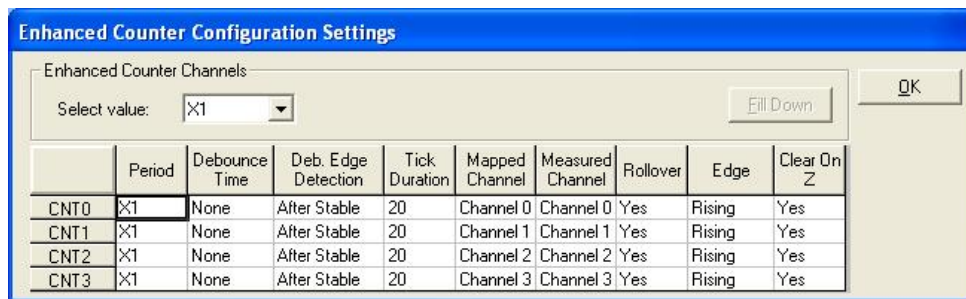 Enhanced Counter Configuration Settings
Enhanced Counter Channels
Select value: X1 Fill Down OK
Period Debounce Time Deb. Edge Detection Tick Duration Mapped Channel Measured Channel Rollover Edge Clear On Z
CNT0 X1 None After Stable 20 Channel 0 Channel 0 Yes Rising Yes
CNT1 X1 None After Stable 20 Channel 1 Channel 1 Yes Rising Yes
CNT2 X1 None After Stable 20 Channel 2 Channel 2 Yes Rising Yes
CNT3 X1 None After Stable 20 Channel 3 Channel 3 Yes Rising Yes